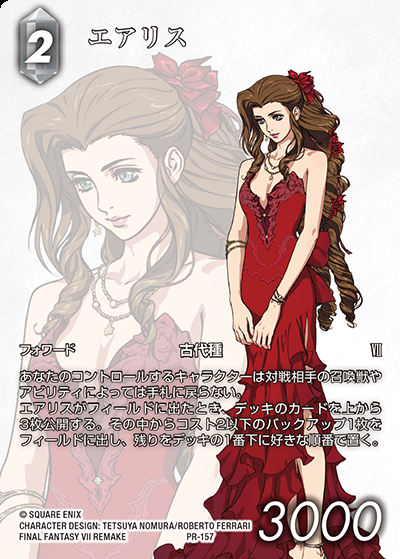 2
エアリス
フォワード 古代種 Ⅶ
あなたのコントロールするキャラクターは対戦相手の召喚獣や
アビリティによっては手札に戻らない。
エアリスがフィールドに出たとき、デッキのカードを上から
3枚公開する。その中からコスト2以下のバックアップ1枚を
フィールドに出し、残りをデッキの1番下に好きな順番で置く。
© SQUARE ENIX
CHARACTER DESIGN: TETSUYA NOMURA/ROBERTO FERRARI
FINAL FANTASY VII REMAKE PR-157
3000